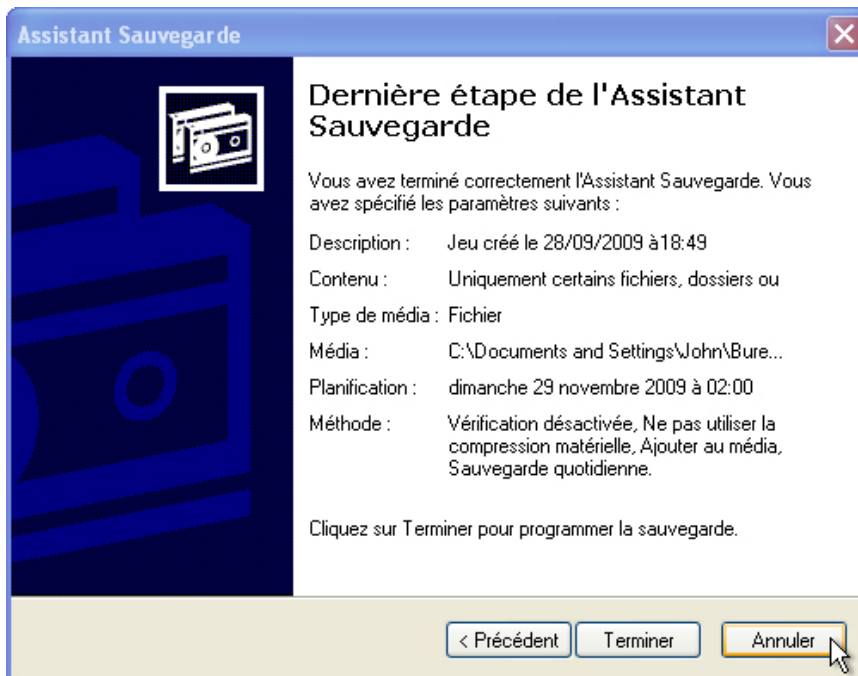 Assistant Sauvegarde
Dernière étape de l'Assistant
Sauvegarde
Vous avez terminé correctement l'Assistant Sauvegarde. Vous
avez spécifié les paramètres suivants :
Description : Jeu créé le 28/09/2009 à18:49
Contenu : Uniquement certains fichiers, dossiers ou
Type de média : Fichier
Média : C:\Documents and Settings\John\Bure...
Planification : dimanche 29 novembre 2009 à 02:00
Méthode : Vérification désactivée, Ne pas utiliser la
compression matérielle, Ajouter au média,
Sauvegarde quotidienne.
Cliquez sur Terminer pour programmer la sauvegarde.
< Précédent Terminer Annuler